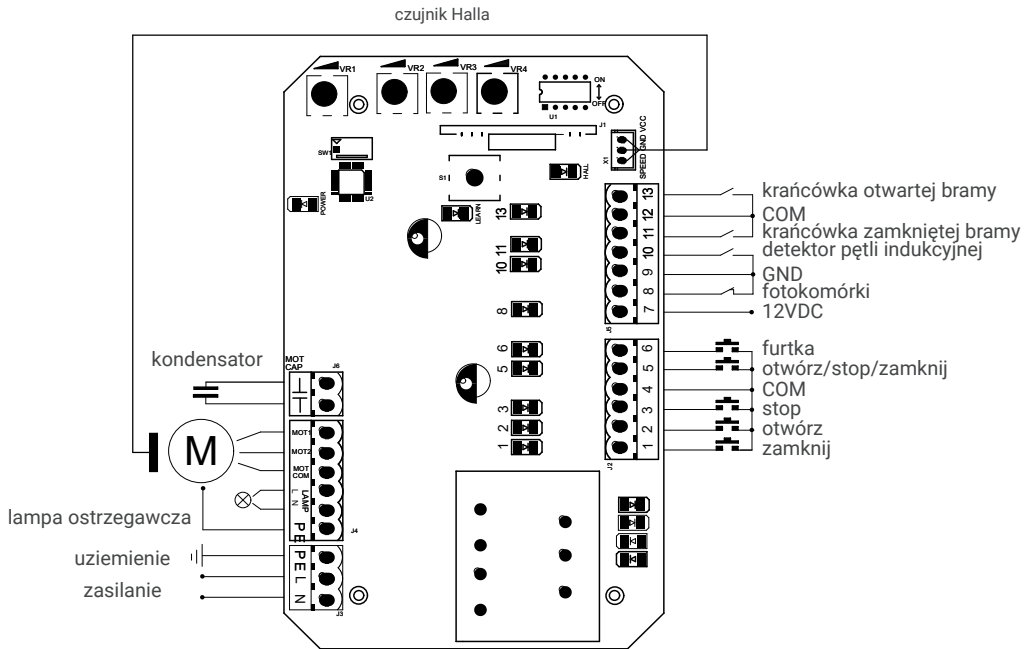 czujnik Halla
VR1
VR2
VR3
VR4
ON
OFF
U1
J1
X1
SPEED GND VCC
SW1
U2
S1
HALL
POWER
LEARN
13
11
10
8
6
5
3
2
1
13 krańcówka otwartej bramy
12 COM
11 krańcówka zamkniętej bramy
10 detektor pętli indukcyjnej
9 GND
8 fotokomórki
7 12VDC
J5
6 furtka
5 otwórz/stop/zamknij
4 COM
3 stop
2 otwórz
1 zamknij
J2
kondensator
MOT
CAP
J6
M
MOT1
MOT2
MOT
COM
L
N
LAMP
PE
J4
lampa ostrzegawcza
uziemienie
zasilanie
PE L N
J3